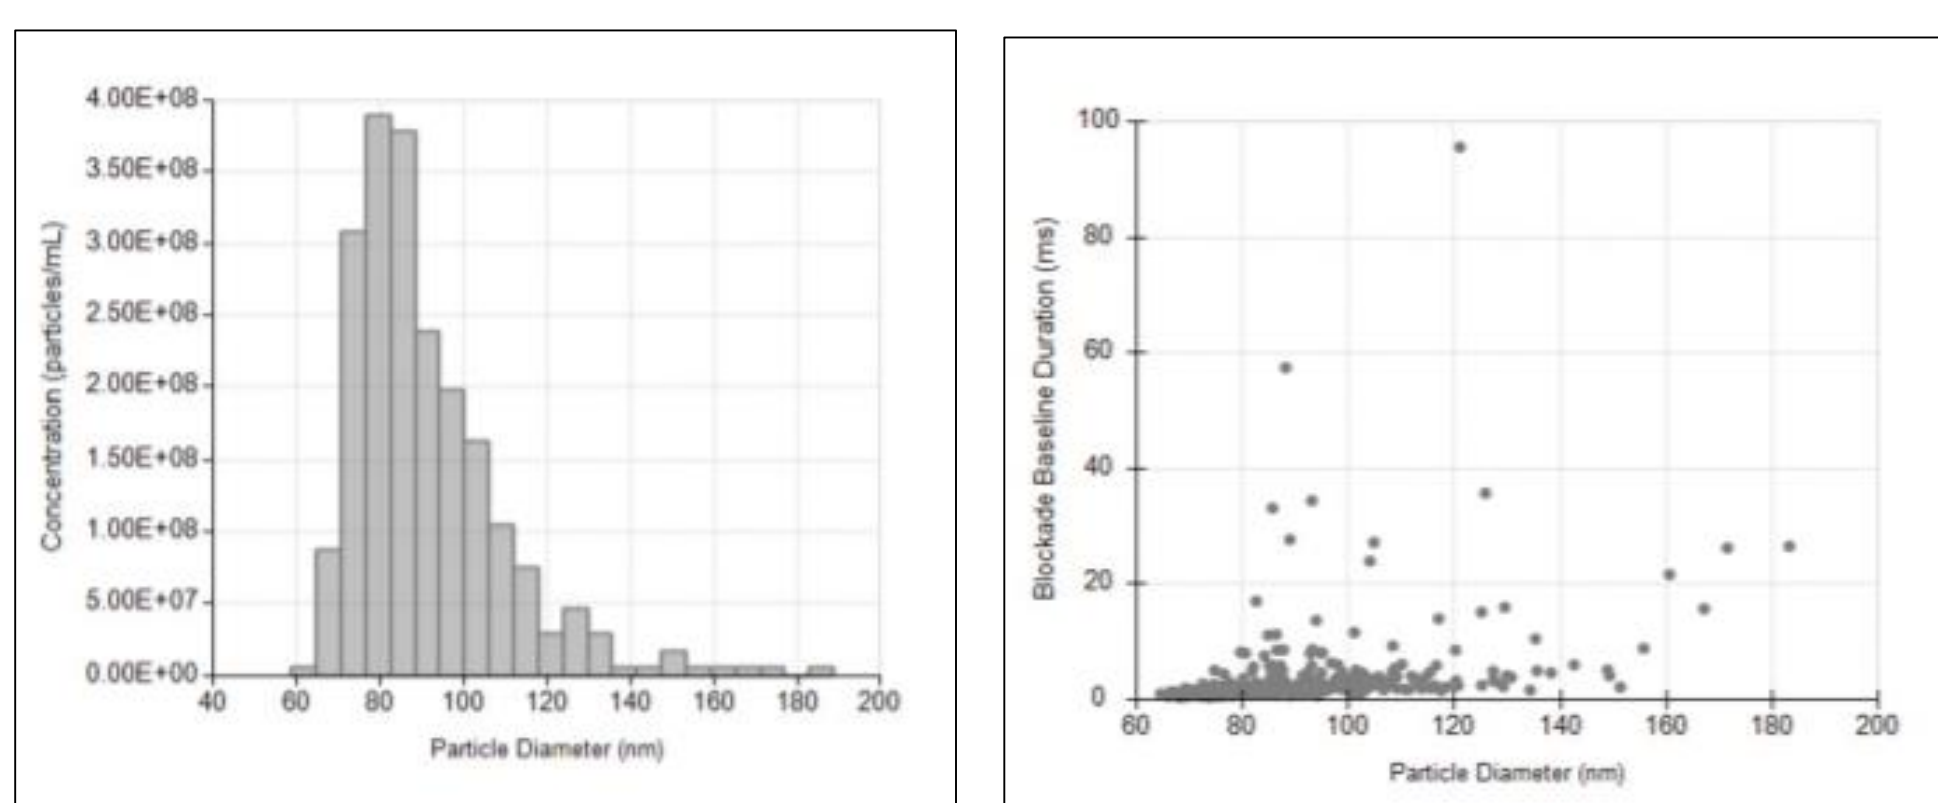 4.00E+08
3.50E+08
3.00E+08
2.50E+08
2.00E+08
1.50E+08
1.00E+08
5.00E+07
0.00E+00
Concentration (particles/mL)
40 60 80 100 120 140 160 180 200
Particle Diameter (nm)
100
80
60
40
20
0
Blockade Baseline Duration (ms)
60 80 100 120 140 160 180 200
Particle Diameter (nm)